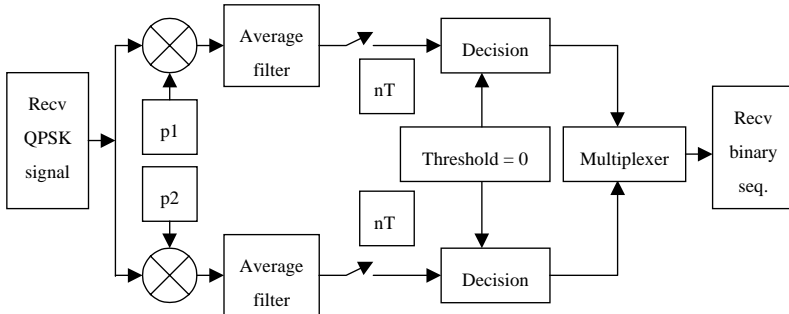 Recv
QPSK
signal
p1
p2
Average
filter
nT
Decision
Threshold = 0
Multiplexer
Recv
binary
seq.
Average
filter
nT
Decision